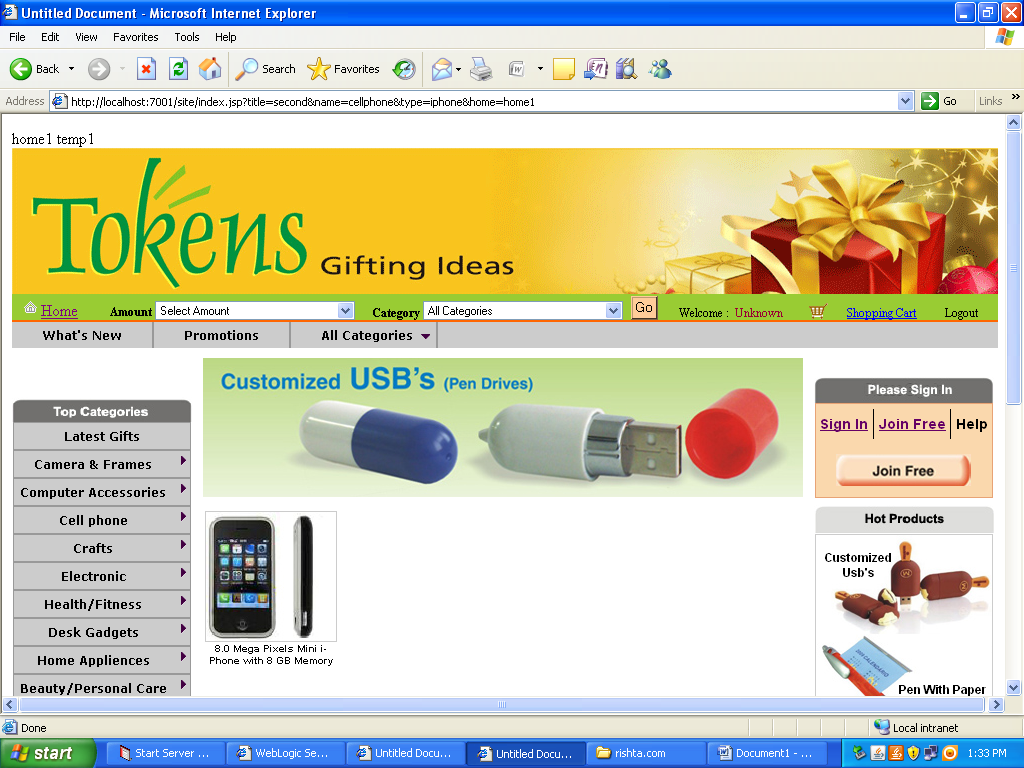 Untitled Document - Microsoft Internet Explorer
File Edit View Favorites Tools Help
Back Search Favorites
Address http://localhost:7001/site/index.jsp?title=second&name=cellphone&type=iphone&home=home1 Go Links »
home1 temp1
Tokens
Gifting Ideas
Home Amount Select Amount Category All Categories Go Welcome : Unknown Shopping Cart Logout
What's New Promotions All Categories
Customized USB's (Pen Drives)
Top Categories
Latest Gifts
Camera & Frames
Computer Accessories
Cell phone
Crafts
Electronic
Health/Fitness
Desk Gadgets
Home Appliances
Beauty/Personal Care
8.0 Mega Pixels Mini i-
Phone with 8 GB Memory
Please Sign In
Sign In Join Free Help
Join Free
Hot Products
Customized
Usb's
Pen With Paper
Done Local intranet
start Start Server ... WebLogic Se... Untitled Docu... Untitled Docu... rishta.com Document1 - ... 1:33 PM